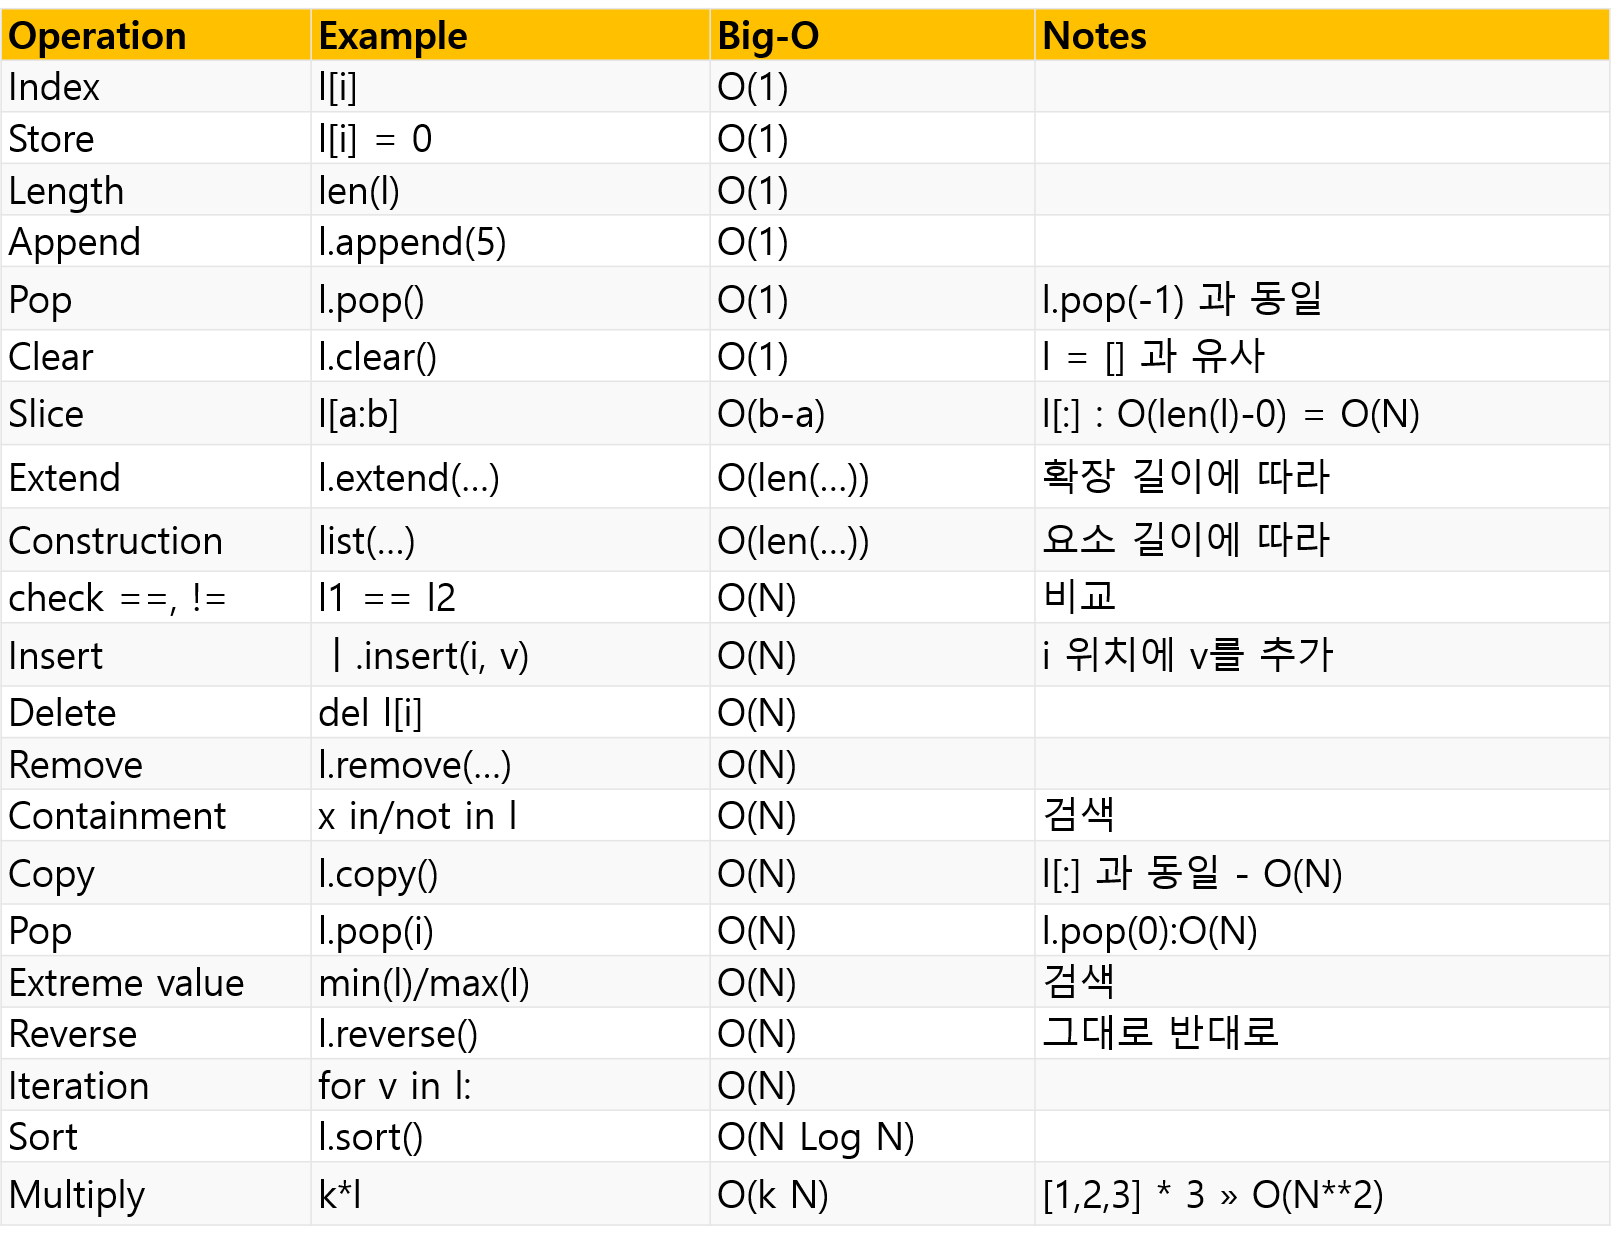 Operation Example Big-O Notes
Index l[i] O(1)
Store l[i] = 0 O(1)
Length len(l) O(1)
Append l.append(5) O(1)
Pop l.pop() O(1) l.pop(-1) 과 동일
Clear l.clear() O(1) l = [] 과 유사
Slice l[a:b] O(b-a) l[:] : O(len(l)-0) = O(N)
Extend l.extend(...) O(len(...)) 확장 길이에 따라
Construction list(...) O(len(...)) 요소 길이에 따라
check ==, != l1 == l2 O(N) 비교
Insert ㅣ.insert(i, v) O(N) i 위치에 v를 추가
Delete del l[i] O(N)
Remove l.remove(...) O(N)
Containment x in/not in l O(N) 검색
Copy l.copy() O(N) l[:] 과 동일 - O(N)
Pop l.pop(i) O(N) l.pop(0):O(N)
Extreme value min(l)/max(l) O(N) 검색
Reverse l.reverse() O(N) 그대로 반대로
Iteration for v in l: O(N)
Sort l.sort() O(N Log N)
Multiply k*l O(k N) [1,2,3] * 3 » O(N**2)